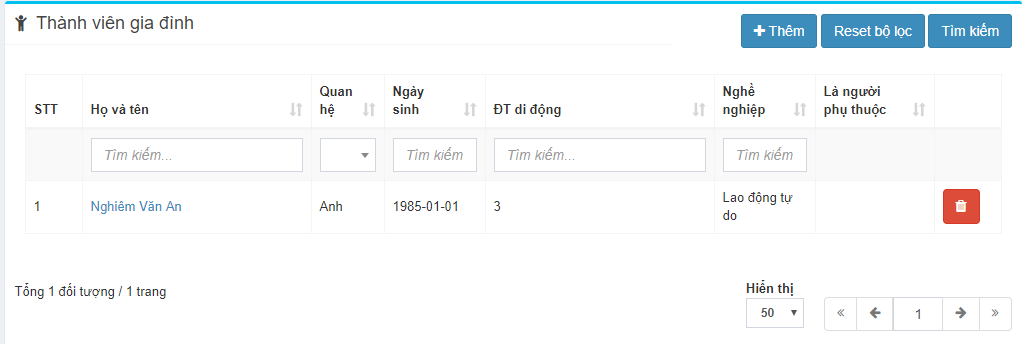 Thành viên gia đình
Thêm
Reset bộ lọc
Tìm kiếm
STT
Họ và tên
Quan
hệ
Ngày
sinh
ĐT di động
Nghề
nghiệp
Là người
phụ thuộc
Tìm kiếm...
Tìm kiếm
Tìm kiếm...
Tìm kiếm
1
Nghiêm Văn An
Anh
1985-01-01
3
Lao động tự
do
Tổng 1 đối tượng / 1 trang
Hiển thị
50
«
1
»